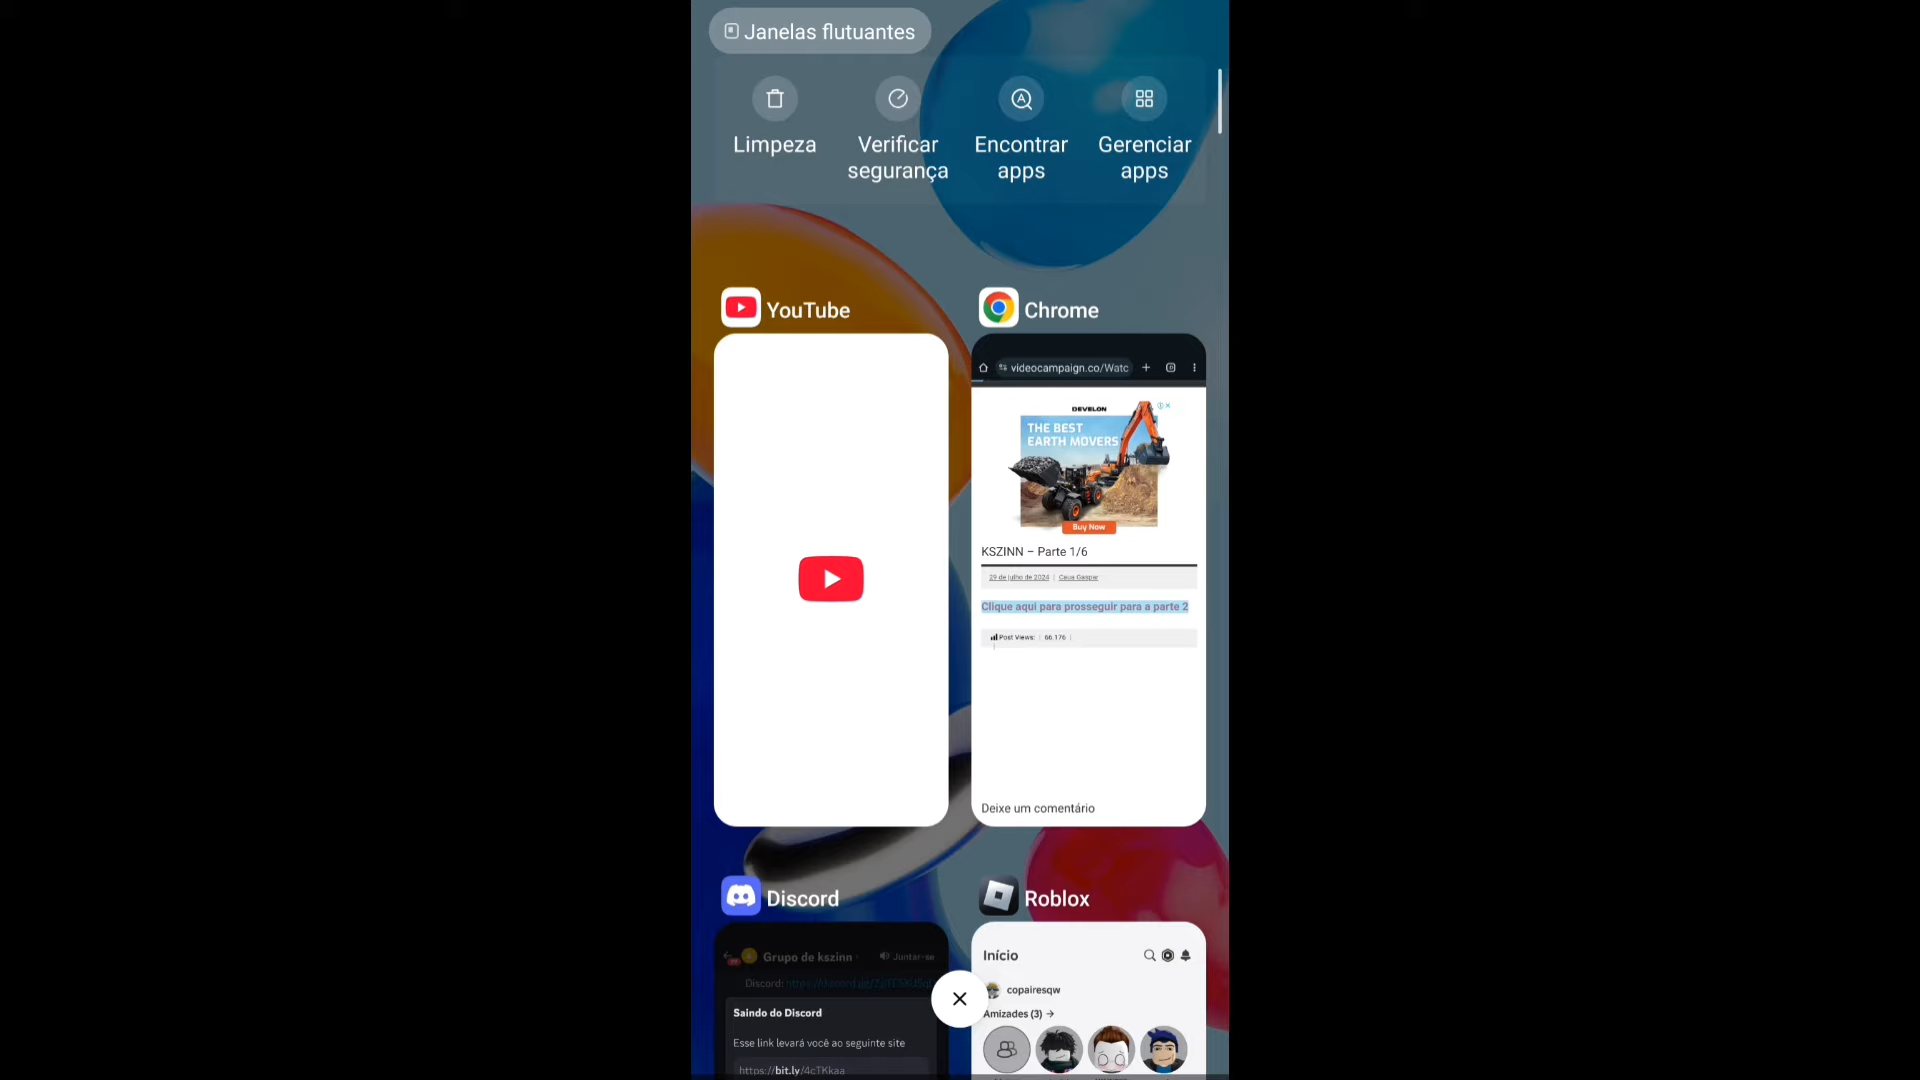 Janelas flutuantes
Limpeza
Verificar
segurança
Encontrar
apps
Gerenciar
apps
YouTube
Chrome
videocampaign.co/Watc
DEVELON
THE BEST
EARTH MOVERS
Buy Now
KSZINN – Parte 1/6
29 de julho de 2024 | Caua Gaspar
Clique aqui para prosseguir para a parte 2
Post Views: 66.176
Deixe um comentário
Discord
Grupo de kszinn
Juntar-se
Discord:
Saindo do Discord
Esse link levará você ao seguinte site
https://bit.ly/4cTKkaa
Roblox
Início
copairesqw
Amizades (3) →